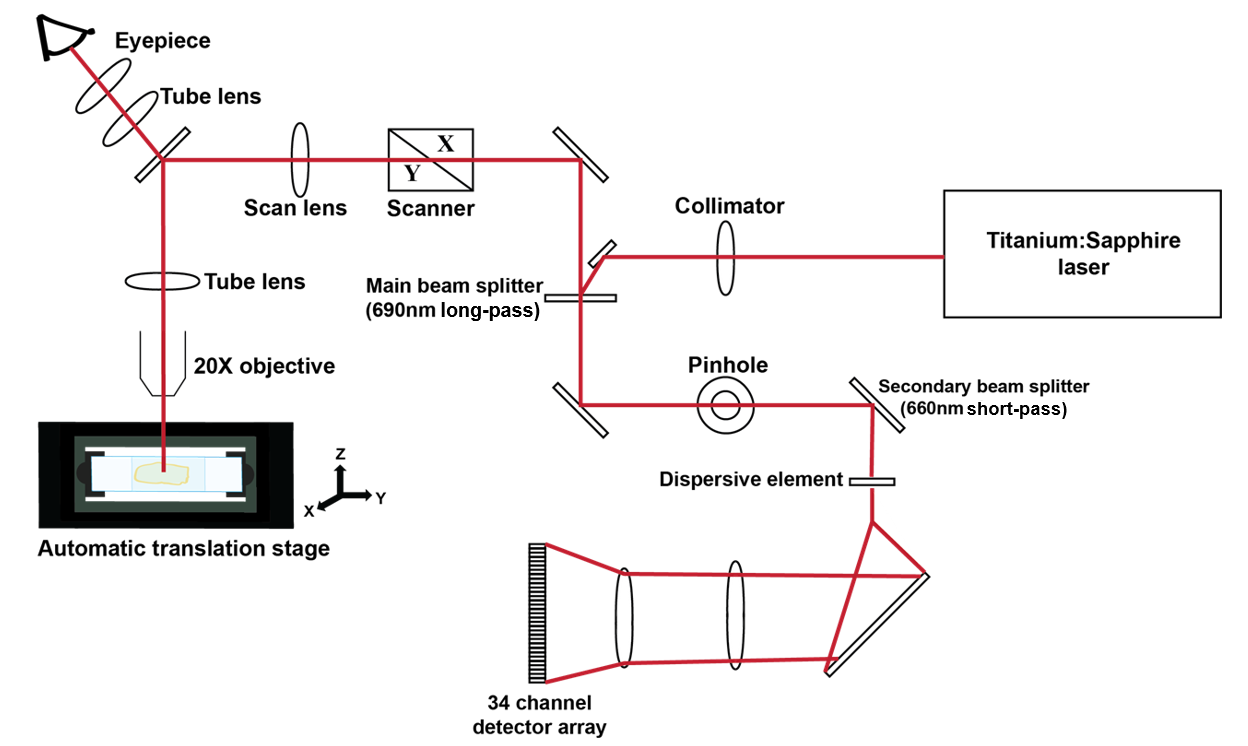 Eyepiece
Tube lens
X
Y
Scan lens
Scanner
Collimator
Titanium:Sapphire
laser
Tube lens
Main beam splitter
(690nm long-pass)
20X objective
Pinhole
Secondary beam splitter
(660nm short-pass)
Z
Y
X
Dispersive element
Automatic translation stage
34 channel
detector array